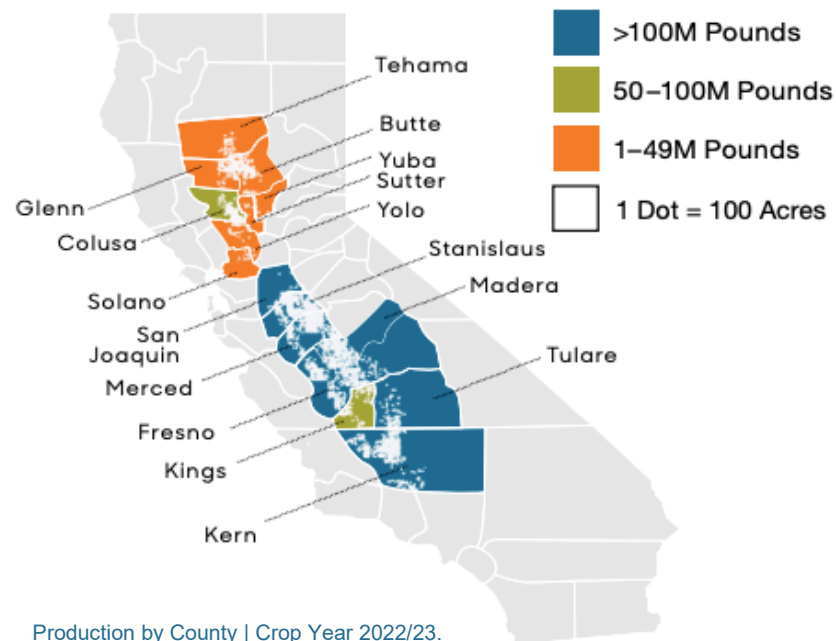 >100M Pounds
50–100M Pounds
1–49M Pounds
1 Dot = 100 Acres
Tehama
Butte
Yuba
Sutter
Glenn
Yolo
Colusa
Stanislaus
Madera
Solano
San
Joaquin
Tulare
Merced
Fresno
Kings
Kern
Production by County | Crop Year 2022/23.